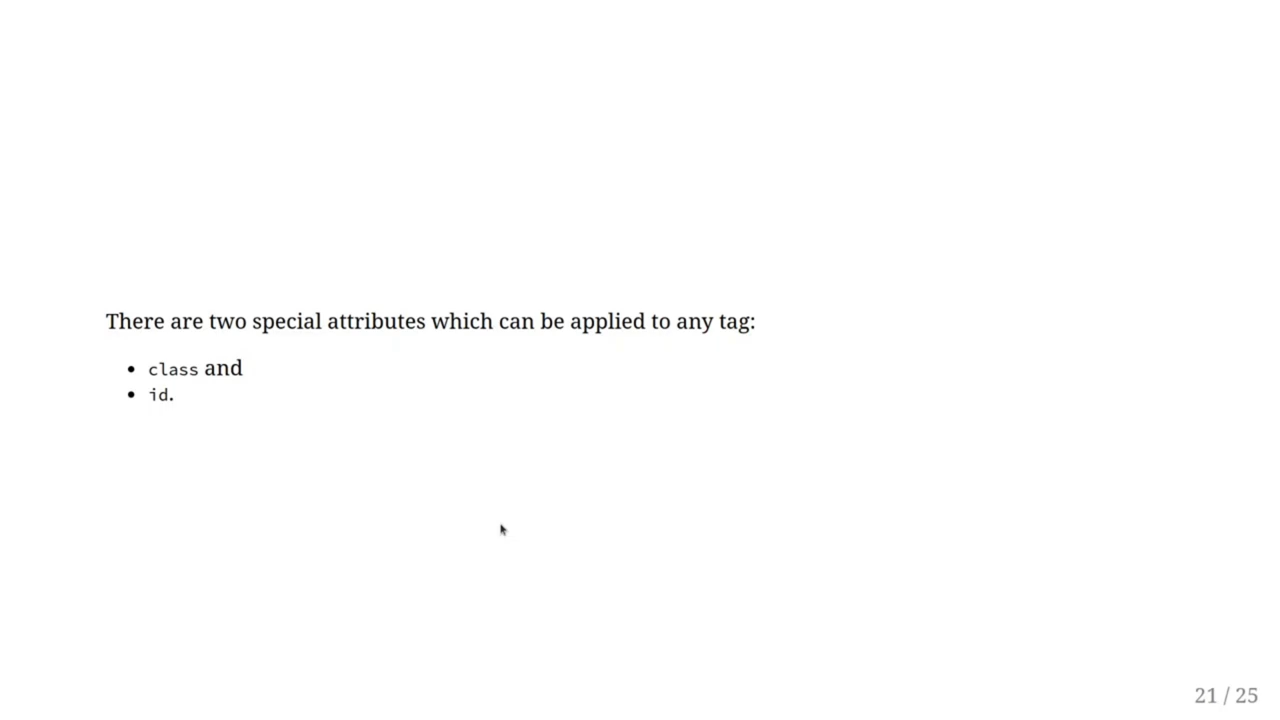 There are two special attributes which can be applied to any tag:
• class and
• id.
21 / 25